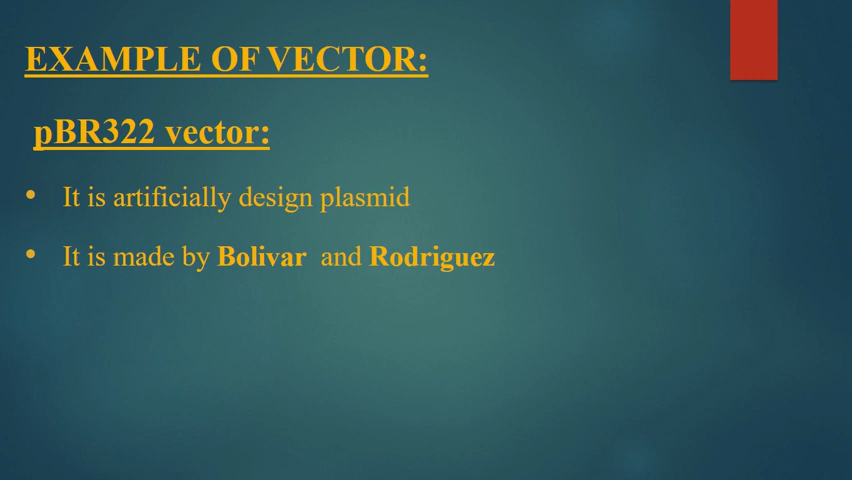 EXAMPLE OF VECTOR:
pBR322 vector:
• It is artificially design plasmid
• It is made by Bolivar and Rodriguez